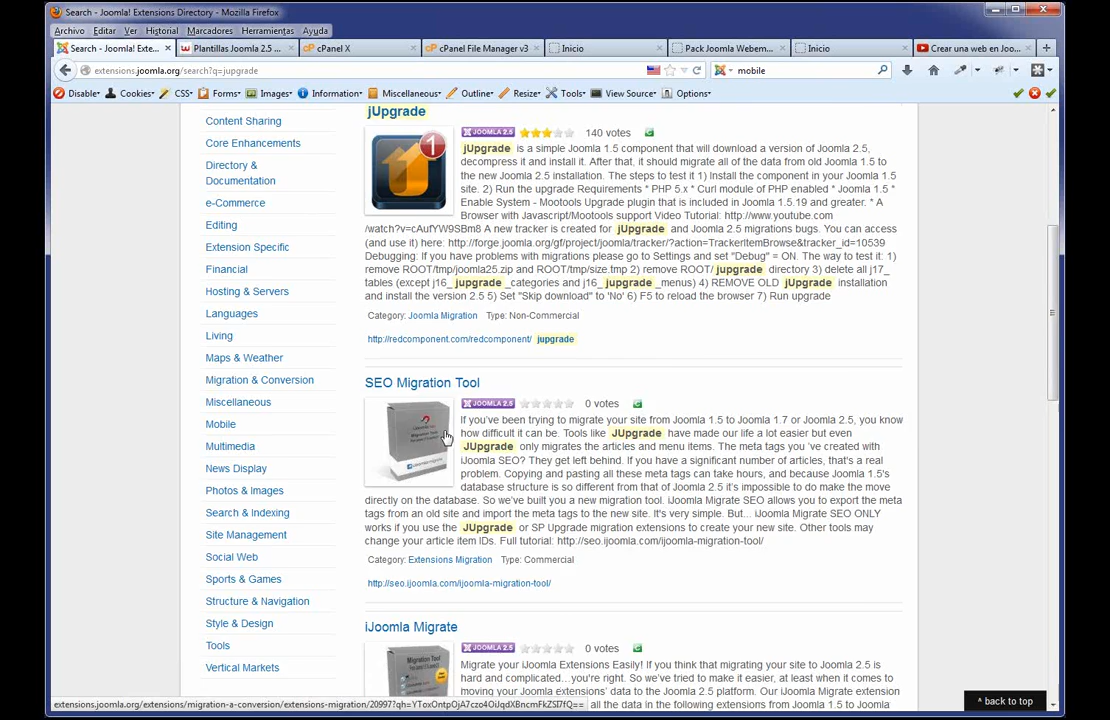 Search - Joomla! Extensions Directory - Mozilla Firefox
Archivo Editar Ver Historial Marcadores Herramientas Ayuda
Search - Joomla! Exte... × Plantillas Joomla 2.5 ... × cPanel X × cPanel File Manager v3 × Inicio × Pack Joomla Webem... × Inicio × Crear una web en Joo... × +
extensions.joomla.org/search?q=jupgrade mobile
Disable Cookies CSS Forms Images Information Miscellaneous Outline Resize Tools View Source Options
Content Sharing
Core Enhancements
Directory &
Documentation
e-Commerce
Editing
Extension Specific
Financial
Hosting & Servers
Languages
Living
Maps & Weather
Migration & Conversion
Miscellaneous
Mobile
Multimedia
News Display
Photos & Images
Search & Indexing
Site Management
Social Web
Sports & Games
Structure & Navigation
Style & Design
Tools
Vertical Markets
jUpgrade
1
JOOMLA 2.5 140 votes
jUpgrade is a simple Joomla 1.5 component that will download a version of Joomla 2.5,
decompress it and install it. After that, it should migrate all of the data from old Joomla 1.5 to
the new Joomla 2.5 installation. The steps to test it 1) Install the component in your Joomla 1.5
site. 2) Run the upgrade Requirements * PHP 5.x * Curl module of PHP enabled * Joomla 1.5 *
Enable System - Mootools Upgrade plugin that is included in Joomla 1.5.19 and greater. * A
Browser with Javascript/Mootools support Video Tutorial: http://www.youtube.com
/watch?v=cAufYW9SBm8 A new tracker is created for jUpgrade and Joomla 2.5 migrations bugs. You can access
(and use it) here: http://forge.joomla.org/gf/project/joomla/tracker/?action=TrackerItemBrowse&tracker_id=10539
Debugging: If you have problems with migrations please go to Settings and set "Debug" = ON. The way to test it: 1)
remove ROOT/tmp/joomla25.zip and ROOT/tmp/size.tmp 2) remove ROOT/ jupgrade directory 3) delete all j17_
tables (except j16_ jupgrade _categories and j16_ jupgrade _menus) 4) REMOVE OLD jUpgrade installation
and install the version 2.5 5) Set "Skip download" to 'No' 6) F5 to reload the browser 7) Run upgrade
Category: Joomla Migration Type: Non-Commercial
http://redcomponent.com/redcomponent/ jupgrade
SEO Migration Tool
JOOMLA 2.5 0 votes
If you've been trying to migrate your site from Joomla 1.5 to Joomla 1.7 or Joomla 2.5, you know
how difficult it can be. Tools like JUpgrade have made our life a lot easier but even
JUpgrade only migrates the articles and menu items. The meta tags you 've created with
iJoomla SEO? They get left behind. If you have a significant number of articles, that's a real
problem. Copying and pasting all these meta tags can take hours, and because Joomla 1.5's
database structure is so different from that of Joomla 2.5 it's impossible to do make the move
directly on the database. So we've built you a new migration tool. iJoomla Migrate SEO allows you to export the meta
tags from an old site and import the meta tags to the new site. It's very simple. But... iJoomla Migrate SEO ONLY
works if you use the JUpgrade or SP Upgrade migration extensions to create your new site. Other tools may
change your article item IDs. Full tutorial: http://seo.ijoomla.com/ijoomla-migration-tool/
Category: Extensions Migration Type: Commercial
http://seo.ijoomla.com/ijoomla-migration-tool/
iJoomla Migrate
JOOMLA 2.5 0 votes
Migrate your iJoomla Extensions Easily! If you think that migrating your site to Joomla 2.5 is
hard and complicated...you're right. So we've tried to make it easier, at least when it comes to
moving your Joomla extensions' data to the Joomla 2.5 platform. Our iJoomla Migrate extension
all the data in the following extensions from Joomla 1.5 to
^ back to top